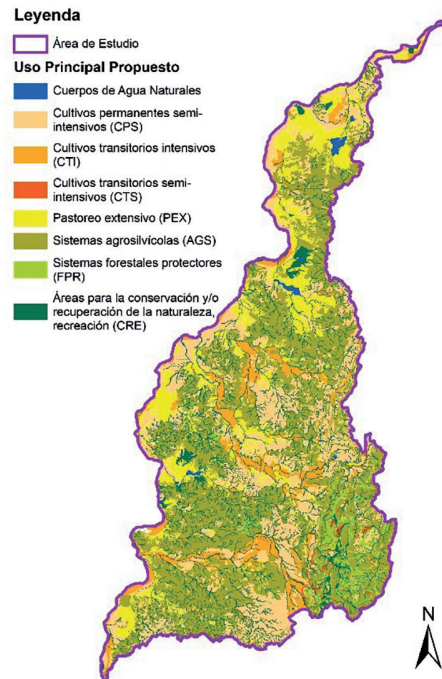 Leyenda
Área de Estudio
Uso Principal Propuesto
Cuerpos de Agua Naturales
Cultivos permanentes semi-
intensivos (CPS)
Cultivos transitorios intensivos
(CTI)
Cultivos transitorios semi-
intensivos (CTS)
Pastoreo extensivo (PEX)
Sistemas agrosilvícolas (AGS)
Sistemas forestales protectores
(FPR)
Áreas para la conservación y/o
recuperación de la naturaleza,
recreación (CRE)
N